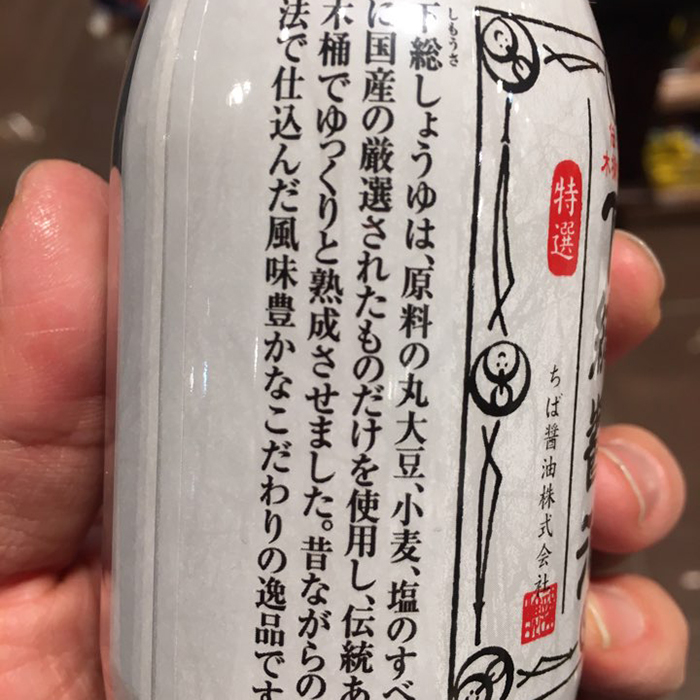 特選
ちば醤油株式会社
しもうさ
下総しょうゆは、原料の丸大豆、小麦、塩のすべ
に国産の厳選されたものだけを使用し、伝統あ
木桶でゆっくりと熟成させました。昔ながらの
法で仕込んだ風味豊かなこだわりの逸品です